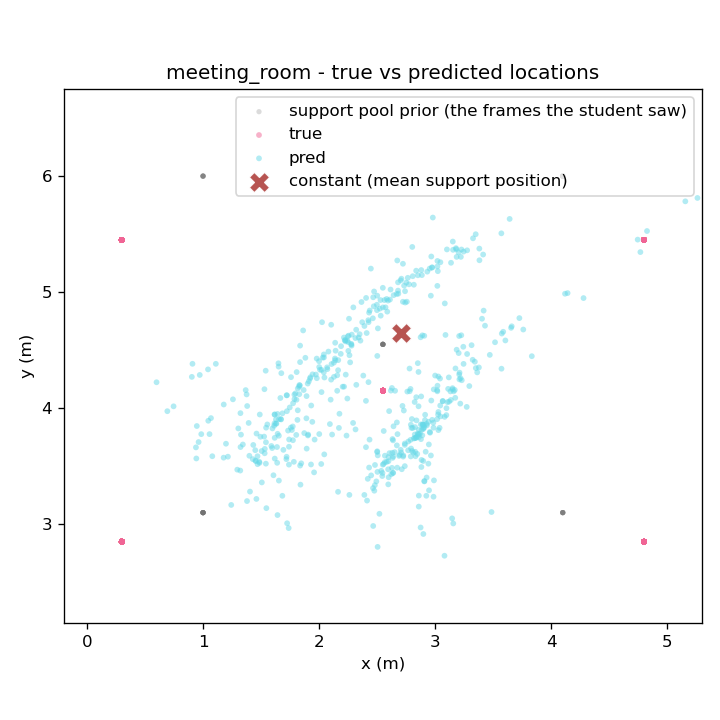 meeting_room - true vs predicted locations
support pool prior (the frames the student saw)
true
pred
constant (mean support position)
6
5
4
3
y (m)
0 1 2 3 4 5
x (m)